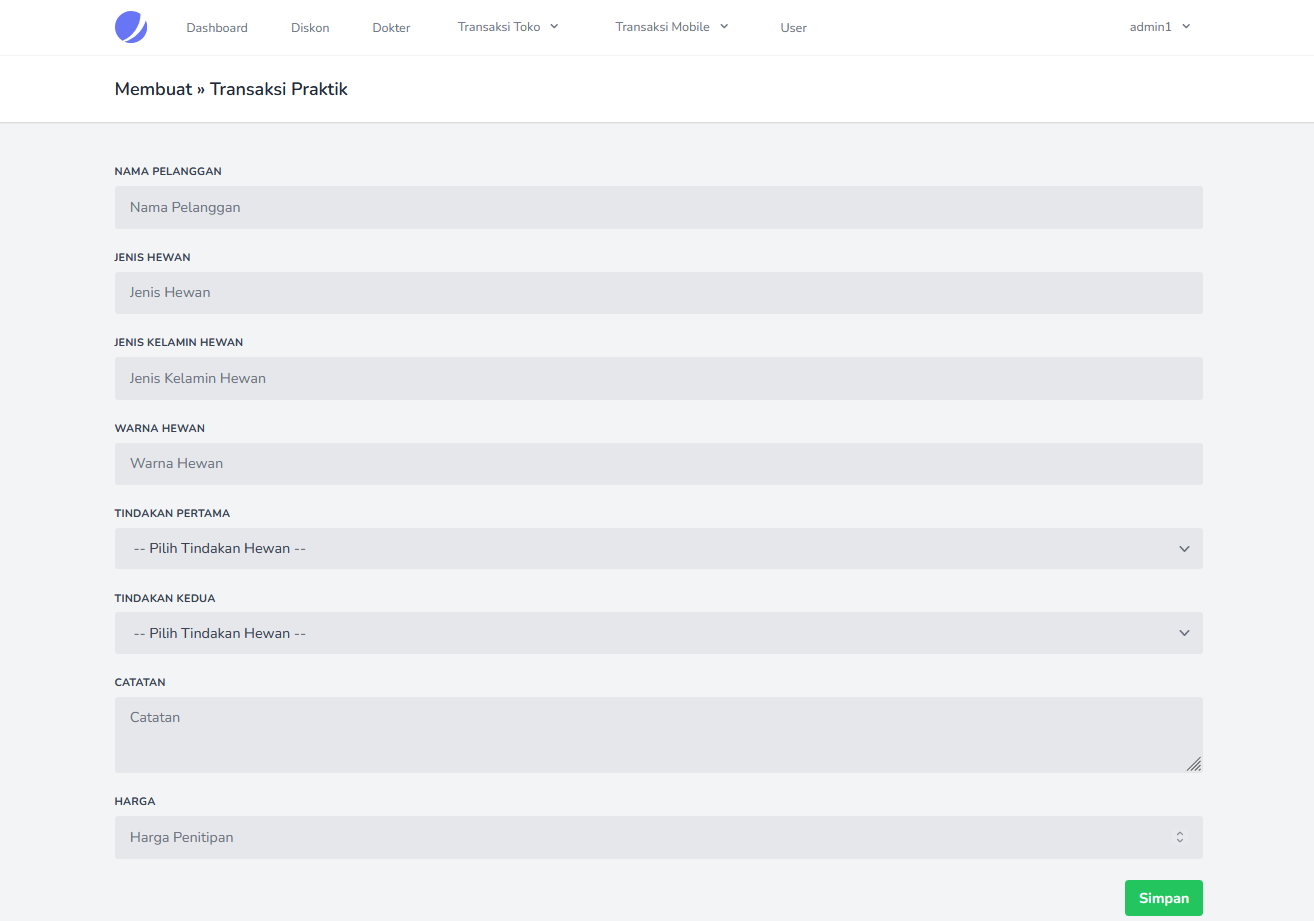 Dashboard Diskon Dokter Transaksi Toko Transaksi Mobile User admin1
Membuat » Transaksi Praktik
NAMA PELANGGAN
Nama Pelanggan
JENIS HEWAN
Jenis Hewan
JENIS KELAMIN HEWAN
Jenis Kelamin Hewan
WARNA HEWAN
Warna Hewan
TINDAKAN PERTAMA
-- Pilih Tindakan Hewan --
TINDAKAN KEDUA
-- Pilih Tindakan Hewan --
CATATAN
Catatan
HARGA
Harga Penitipan
Simpan